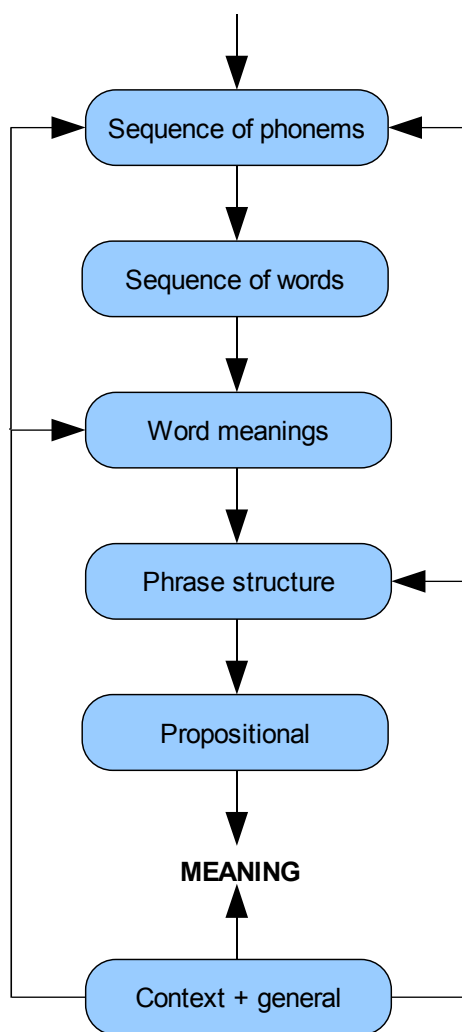 Sequence of phonems
Sequence of words
Word meanings
Phrase structure
Propositional
MEANING
Context + general